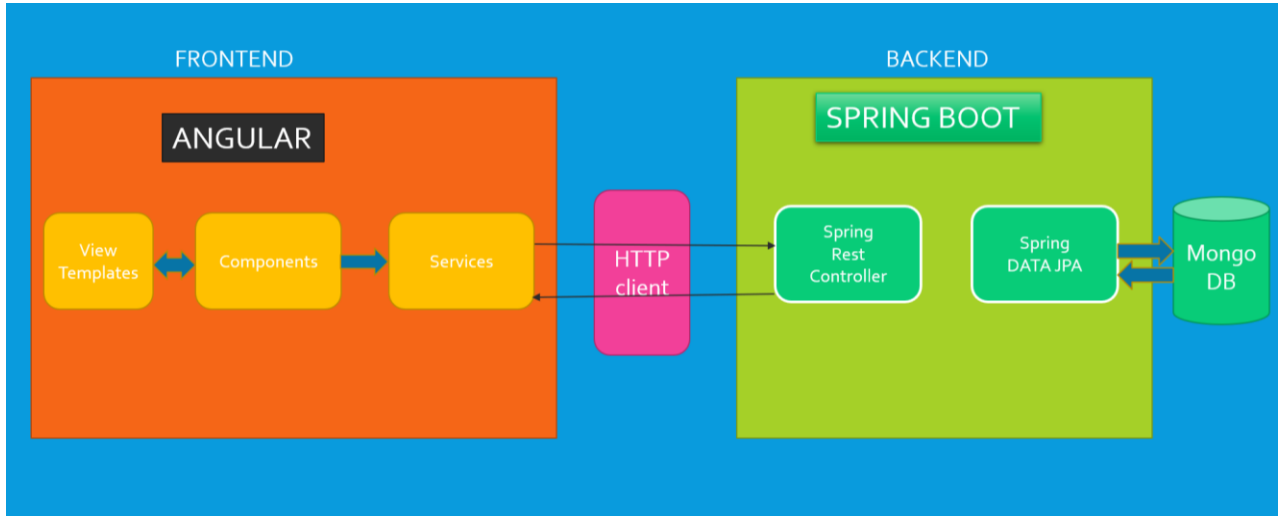 FRONTEND
BACKEND
ANGULAR
SPRING BOOT
View
Templates
Components
Services
HTTP
client
Spring
Rest
Controller
Spring
DATA JPA
Mongo
DB